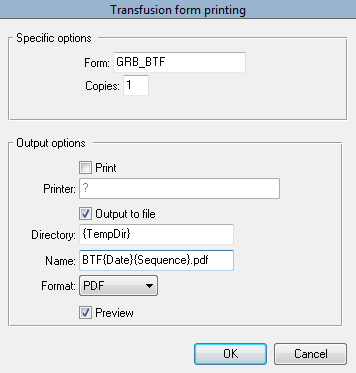 Transfusion form printing
Specific options
Form: GRB_BTF
Copies: 1
Output options
Print
Printer: ?
Output to file
Directory: {TempDir}
Name: BTF{Date}{Sequence}.pdf
Format: PDF
Preview
OK Cancel